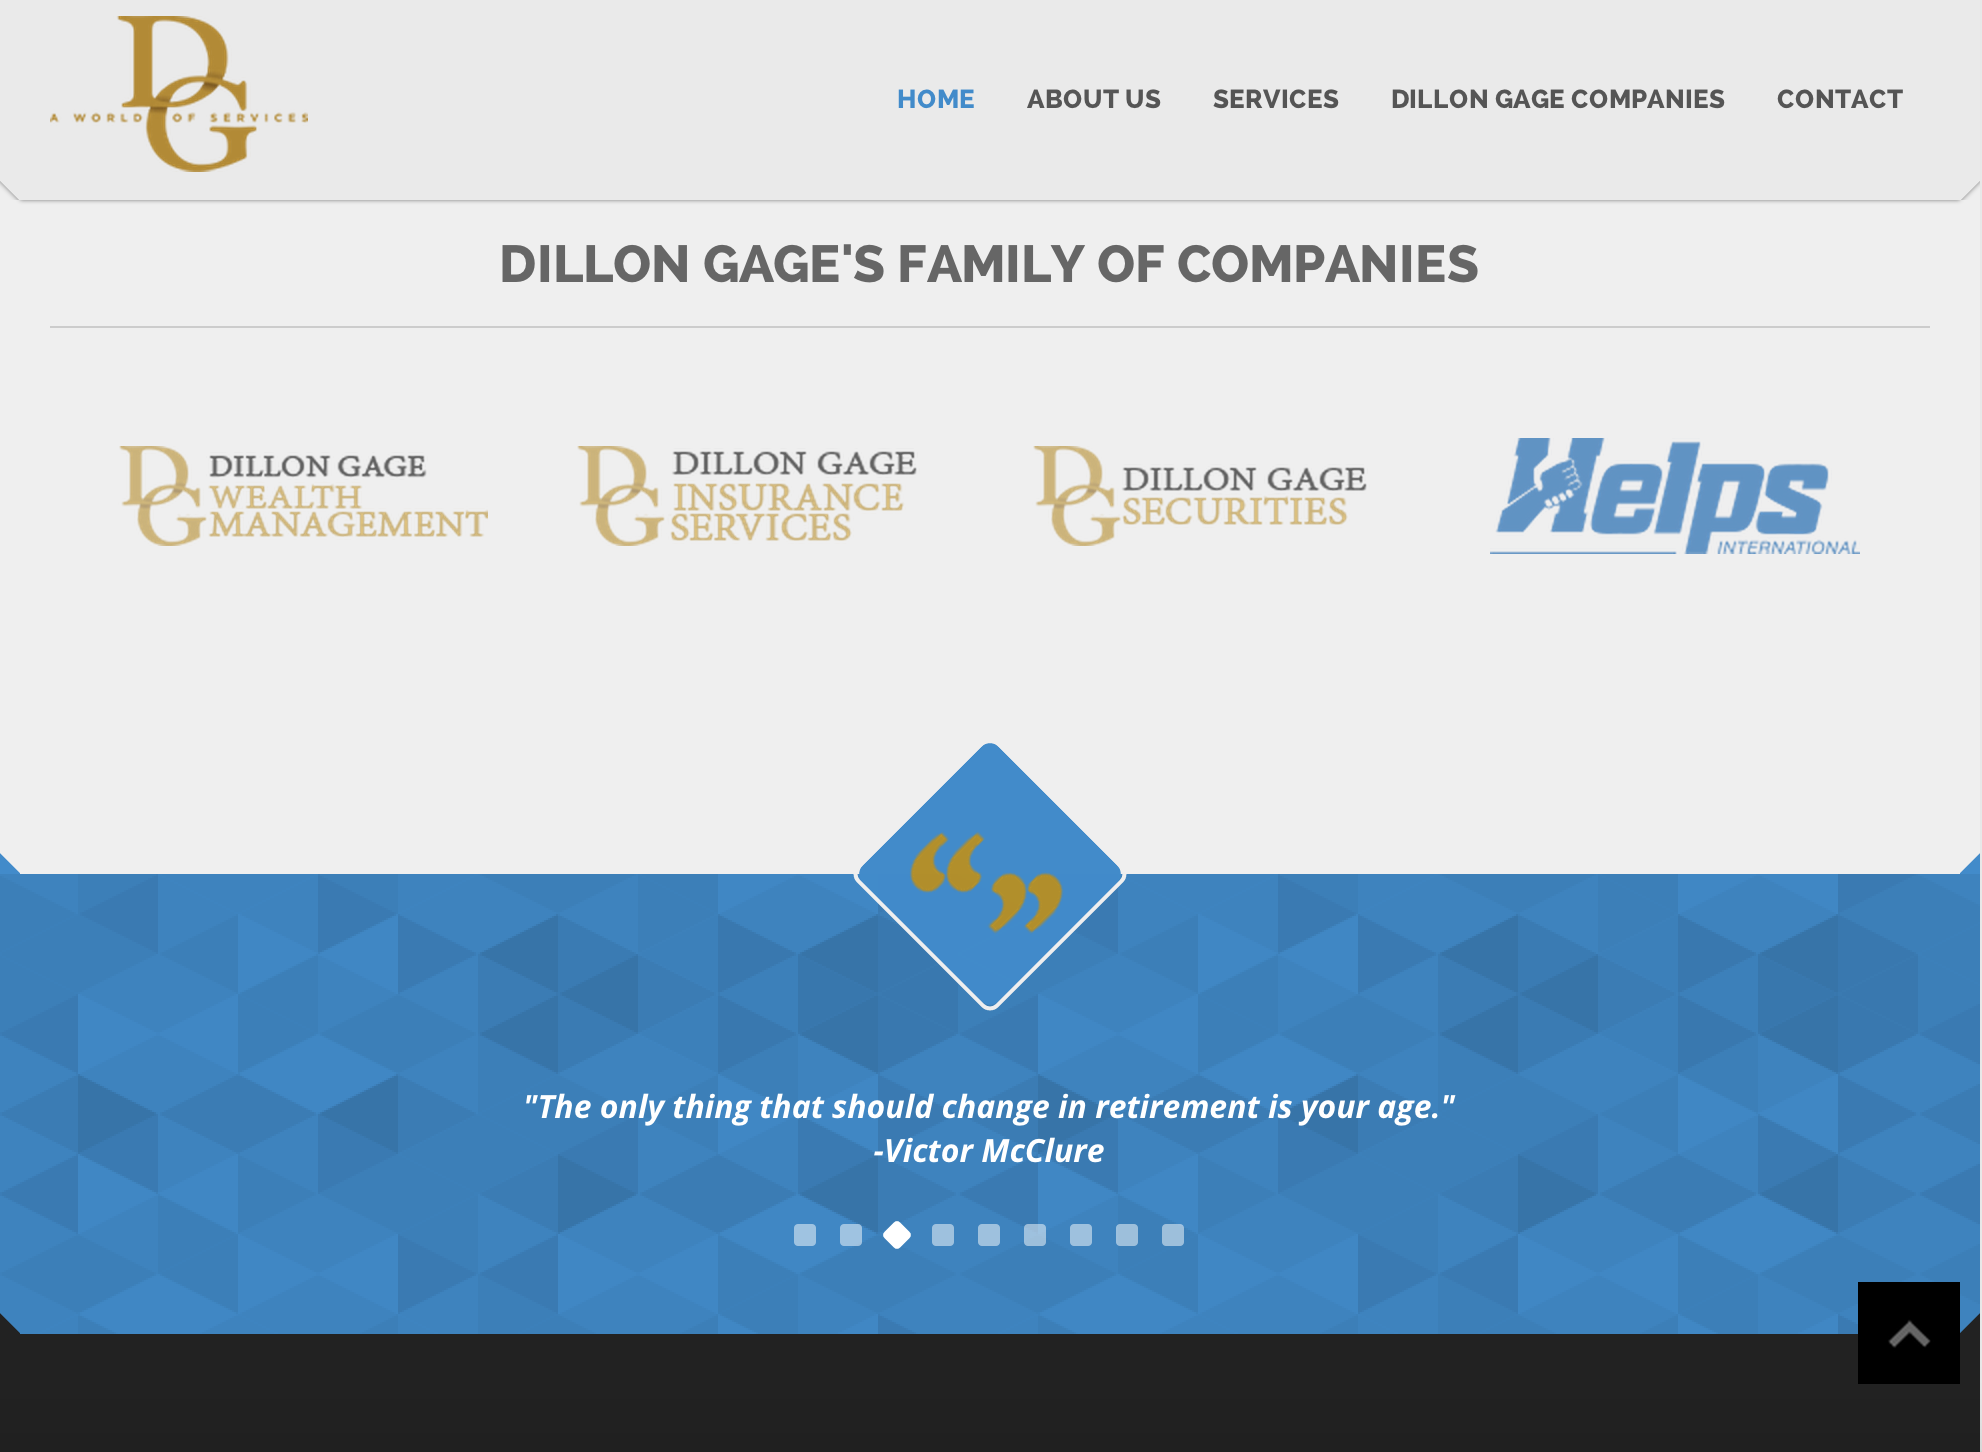 DG
A WORLD OF SERVICES
HOME ABOUT US SERVICES DILLON GAGE COMPANIES CONTACT
DILLON GAGE'S FAMILY OF COMPANIES
DG DILLON GAGE
WEALTH
MANAGEMENT
DG DILLON GAGE
INSURANCE
SERVICES
DG DILLON GAGE
SECURITIES
Helps
INTERNATIONAL
“ ”
"The only thing that should change in retirement is your age."
-Victor McClure